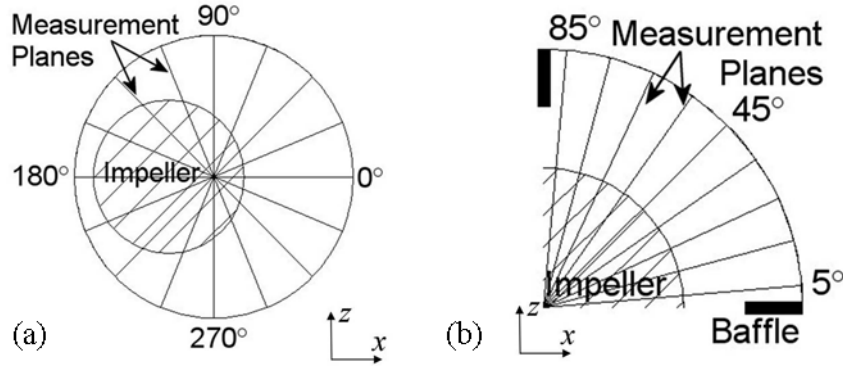 Measurement
Planes
90°
180°
Impeller
0°
270°
(a)
z
x
85°
Measurement
Planes
45°
Impeller
5°
Baffle
(b)
z
x